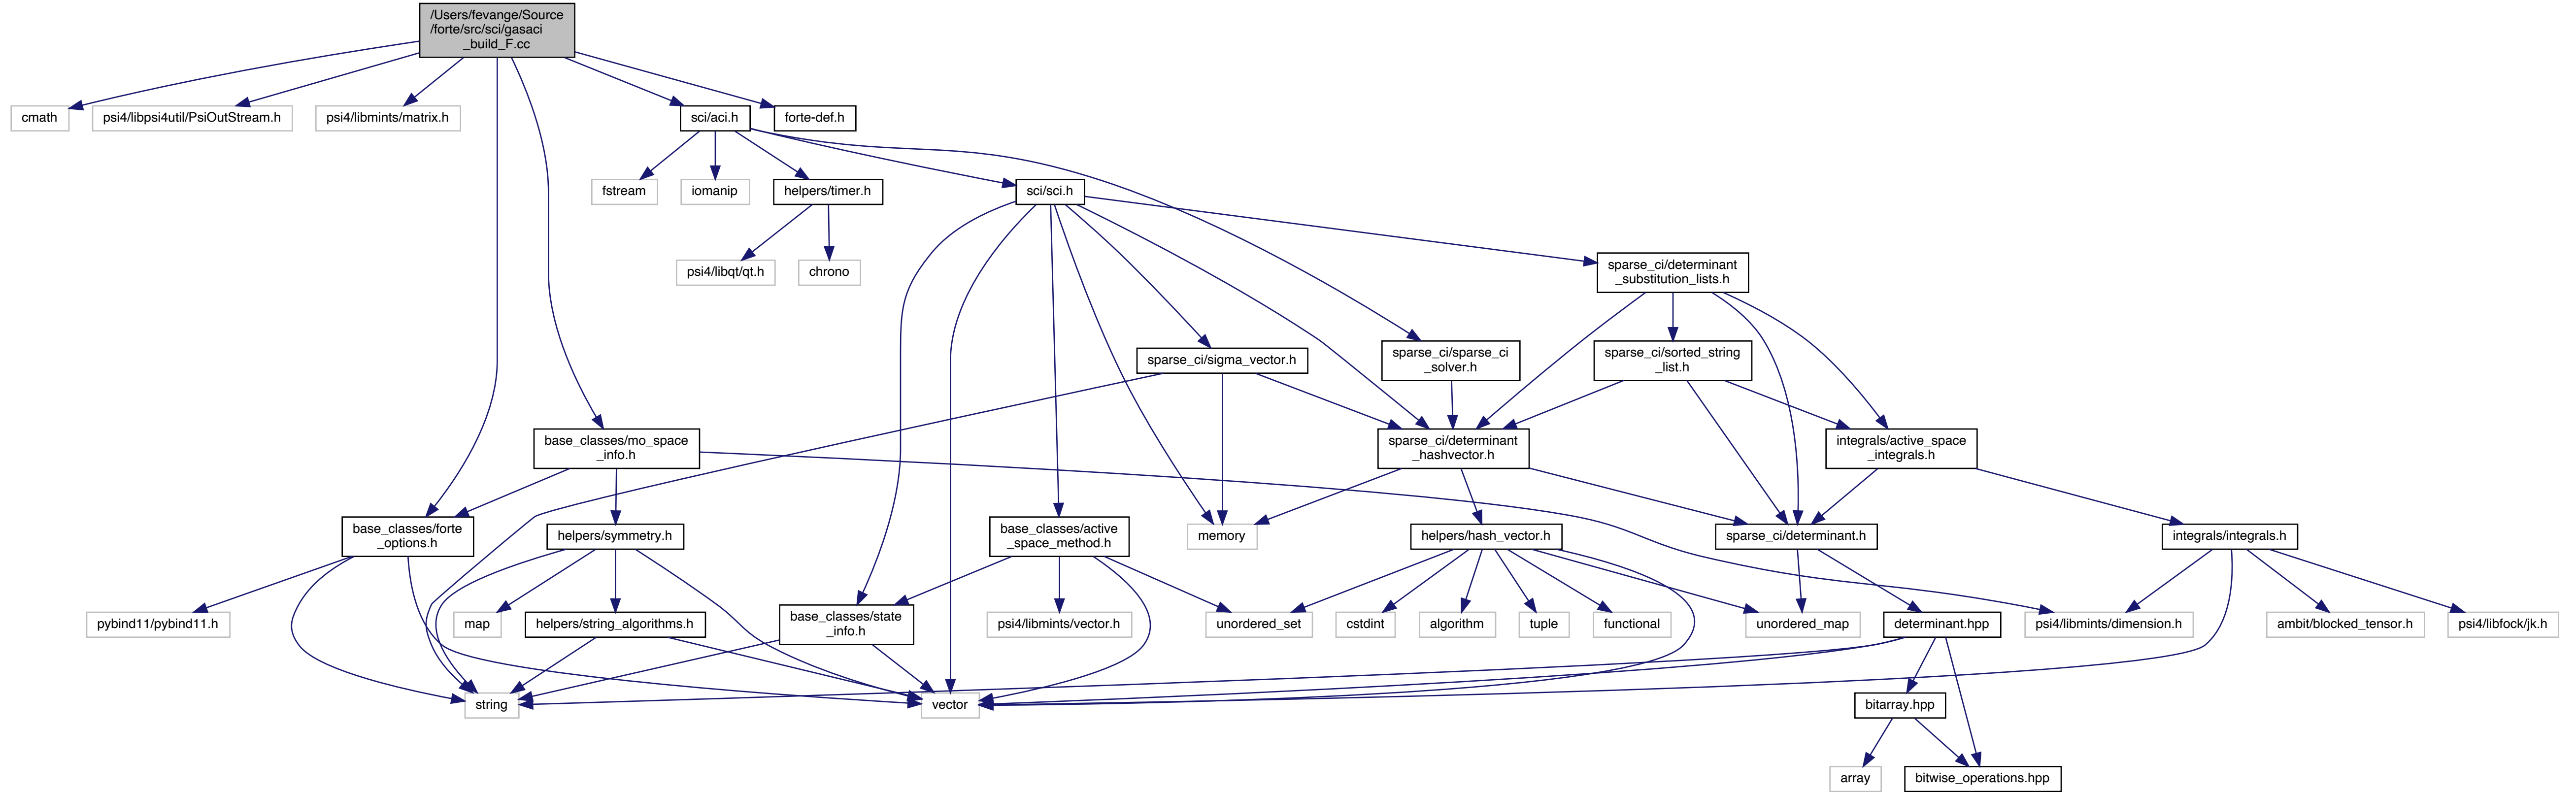 /Users/fevange/Source
/forte/src/sci/gasaci
_build_F.cc
cmath
psi4/libpsi4util/PsiOutStream.h
psi4/libmints/matrix.h
sci/aci.h
forte-def.h
fstream
iomanip
helpers/timer.h
sci/sci.h
psi4/libqt/qt.h
chrono
sparse_ci/determinant
_substitution_lists.h
sparse_ci/sigma_vector.h
sparse_ci/sparse_ci
_solver.h
sparse_ci/sorted_string
_list.h
base_classes/mo_space
_info.h
sparse_ci/determinant
_hashvector.h
integrals/active_space
_integrals.h
base_classes/forte
_options.h
helpers/symmetry.h
base_classes/active
_space_method.h
memory
helpers/hash_vector.h
sparse_ci/determinant.h
integrals/integrals.h
pybind11/pybind11.h
map
helpers/string_algorithms.h
base_classes/state
_info.h
psi4/libmints/vector.h
unordered_set
cstdint
algorithm
tuple
functional
unordered_map
determinant.hpp
psi4/libmints/dimension.h
ambit/blocked_tensor.h
psi4/libfock/jk.h
string
vector
bitarray.hpp
array
bitwise_operations.hpp